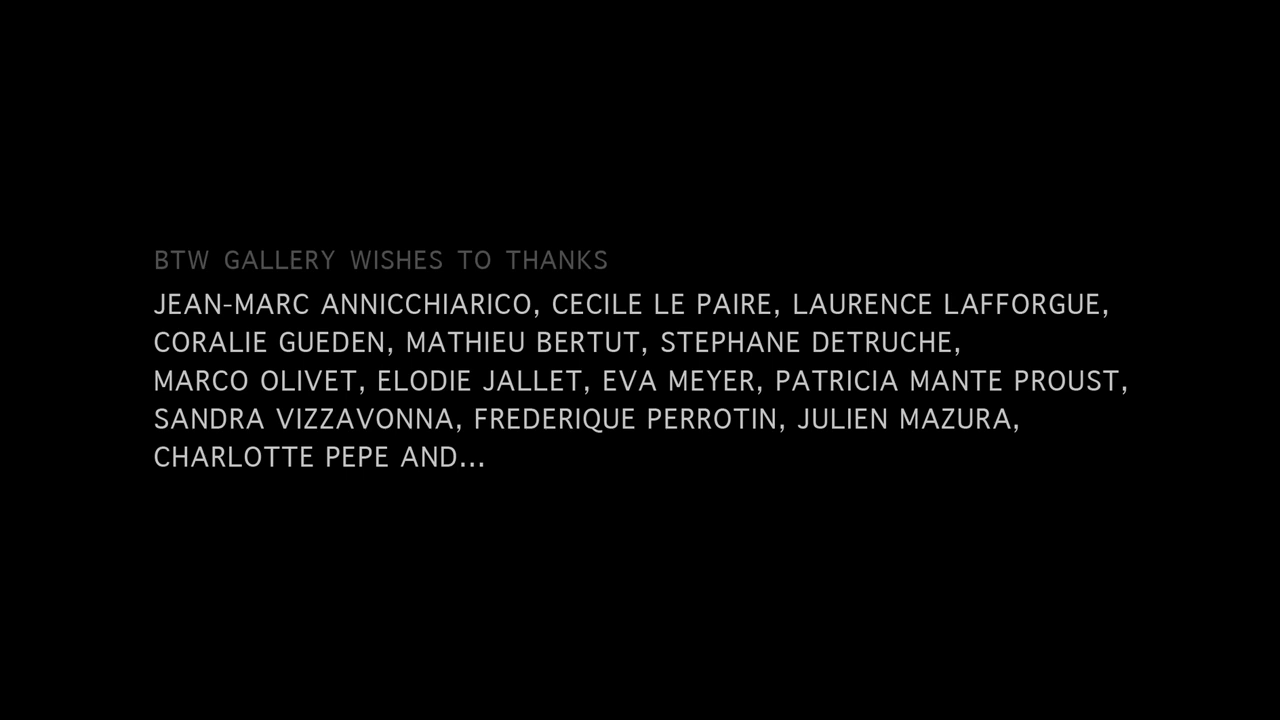 BTW GALLERY WISHES TO THANKS
JEAN-MARC ANNICCHIARICO, CECILE LE PAIRE, LAURENCE LAFFORGUE,
CORALIE GUEDEN, MATHIEU BERTUT, STEPHANE DETRUCHE,
MARCO OLIVET, ELODIE JALLET, EVA MEYER, PATRICIA MANTE PROUST,
SANDRA VIZZAVONNA, FREDERIQUE PERROTIN, JULIEN MAZURA,
CHARLOTTE PEPE AND...